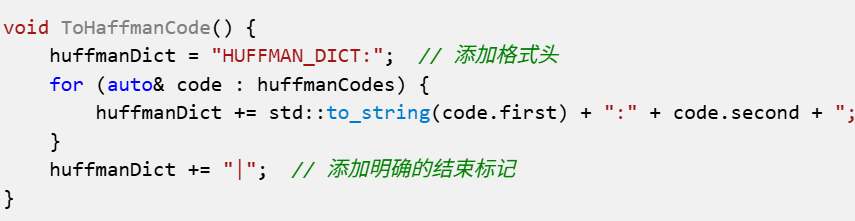 void ToHaffmanCode() {
    huffmanDict = "HUFFMAN_DICT:";  // 添加格式头
    for (auto& code : huffmanCodes) {
        huffmanDict += std::to_string(code.first) + ":" + code.second + ";
    }
    huffmanDict += "|";  // 添加明确的结束标记
}